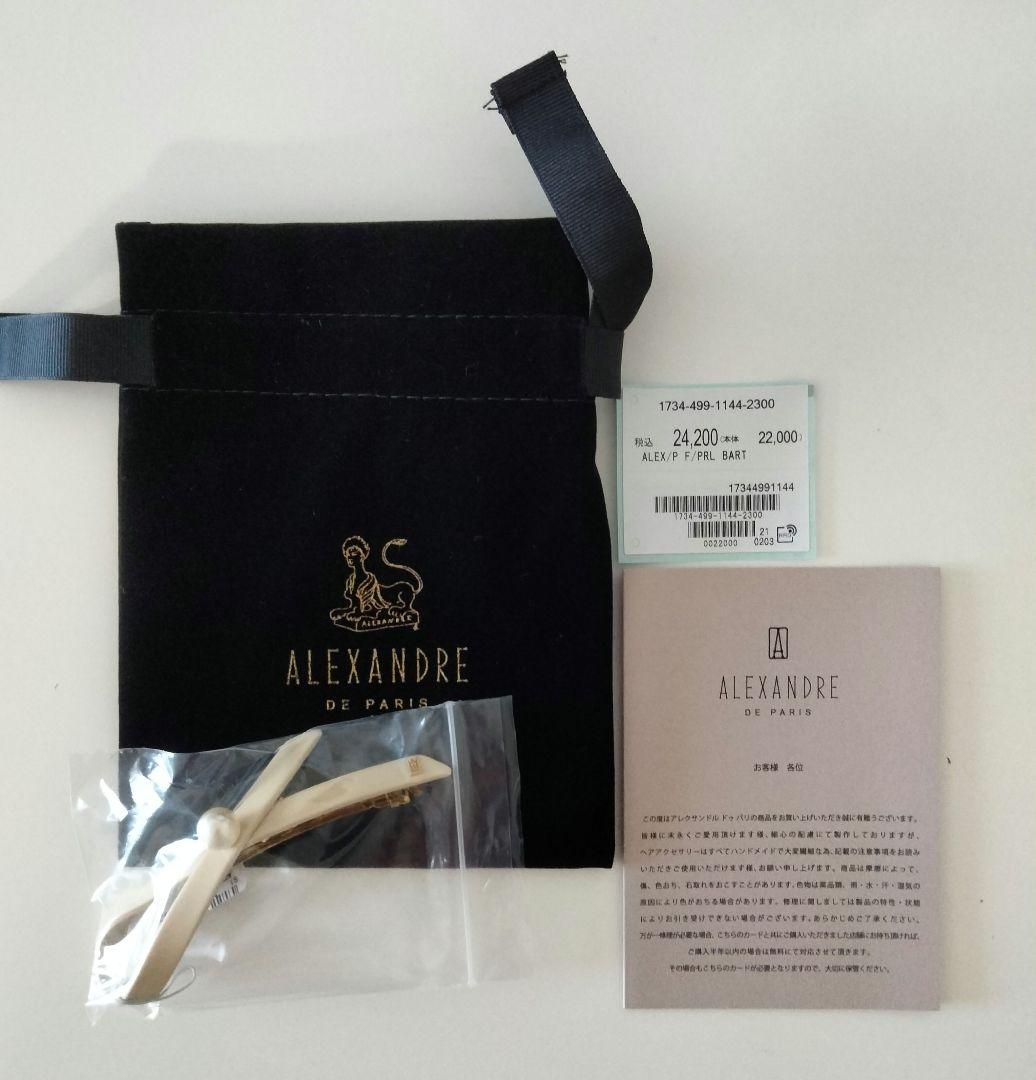 1734-499-1144-2300
税込 24,200(本体 22,000)
ALEX/P F/PRL BART
17344991144
1734-499-1144-2300
21
0022000 0203
ALEXANDRE
ALEXANDRE
DE PARIS
A
ALEXANDRE
DE PARIS
お客様 各位
この度はアレクサンドル ドゥ パリの商品をお買い上げいただき誠に有難うございます。
皆様に末永くご愛用頂けます様、細心の配慮にて製作しておりますが、
ヘアアクセサリーはすべてハンドメイドで大変繊細な為、記載の注意事項をお読み
いただきご使用いただけます様、お願い申し上げます。商品は摩擦によって、
傷、色おち、石取れをおこすことがあります。色物は薬品類、雨・水・汗・湿気の
原因により色がおちる場合があります。修理に関しましては製品の特性・状態
によりお引き受けできない場合がございます。あらかじめご了承ください。
万が一修理が必要な場合、こちらのカードと共にご購入いただきました店舗にお持ち頂ければ、
ご購入半年以内の場合は無料にて対応させて頂きます。
その場合もこちらのカードが必要となりますので、大切に保管ください。